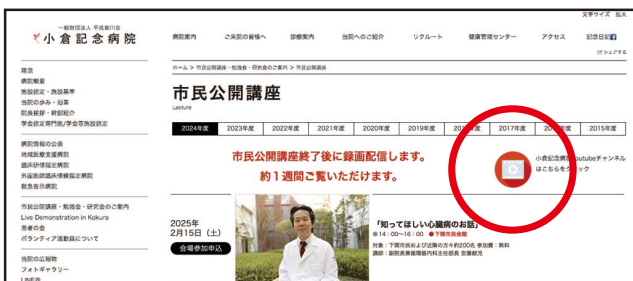 文字サイズ 拡大
一般財団法人 平成紫川会
小倉記念病院
病院案内 ご来院の皆様へ 診療案内 当院へのご紹介 リクルート 健康管理センター アクセス 記念日記
シェアする
ホーム > 市民公開講座・勉強会・研究会のご案内 > 市民公開講座
理念
病院概要
施設認定・施設基準
当院の歩み・沿革
院長挨拶・幹部紹介
学会認定専門医/学会等施設認定
病院情報の公表
地域医療支援病院
臨床研修指定病院
外国医師臨床修練指定病院
救急告示病院
市民公開講座・勉強会・研究会のご案内
Live Demonstration in Kokura
患者の会
ボランティア活動員について
当院の広報物
フォトギャラリー
LINE@
市民公開講座
Lecture
2024年度 2023年度 2022年度 2021年度 2020年度 2019年度 2017年度 2015年度
市民公開講座終了後に録画配信します。
約1週間ご覧いただけます。
小倉記念病院Youtubeチャンネル
はこちらをクリック
2025年
2月15日(土)
会場参加申込
「知ってほしい心臓病のお話」
●14:00~16:00 ●下関市民会館
対象:下関市民および近隣の方々約200名 参加費:無料
講師:副院長兼循環器内科主任部長 安藤献児